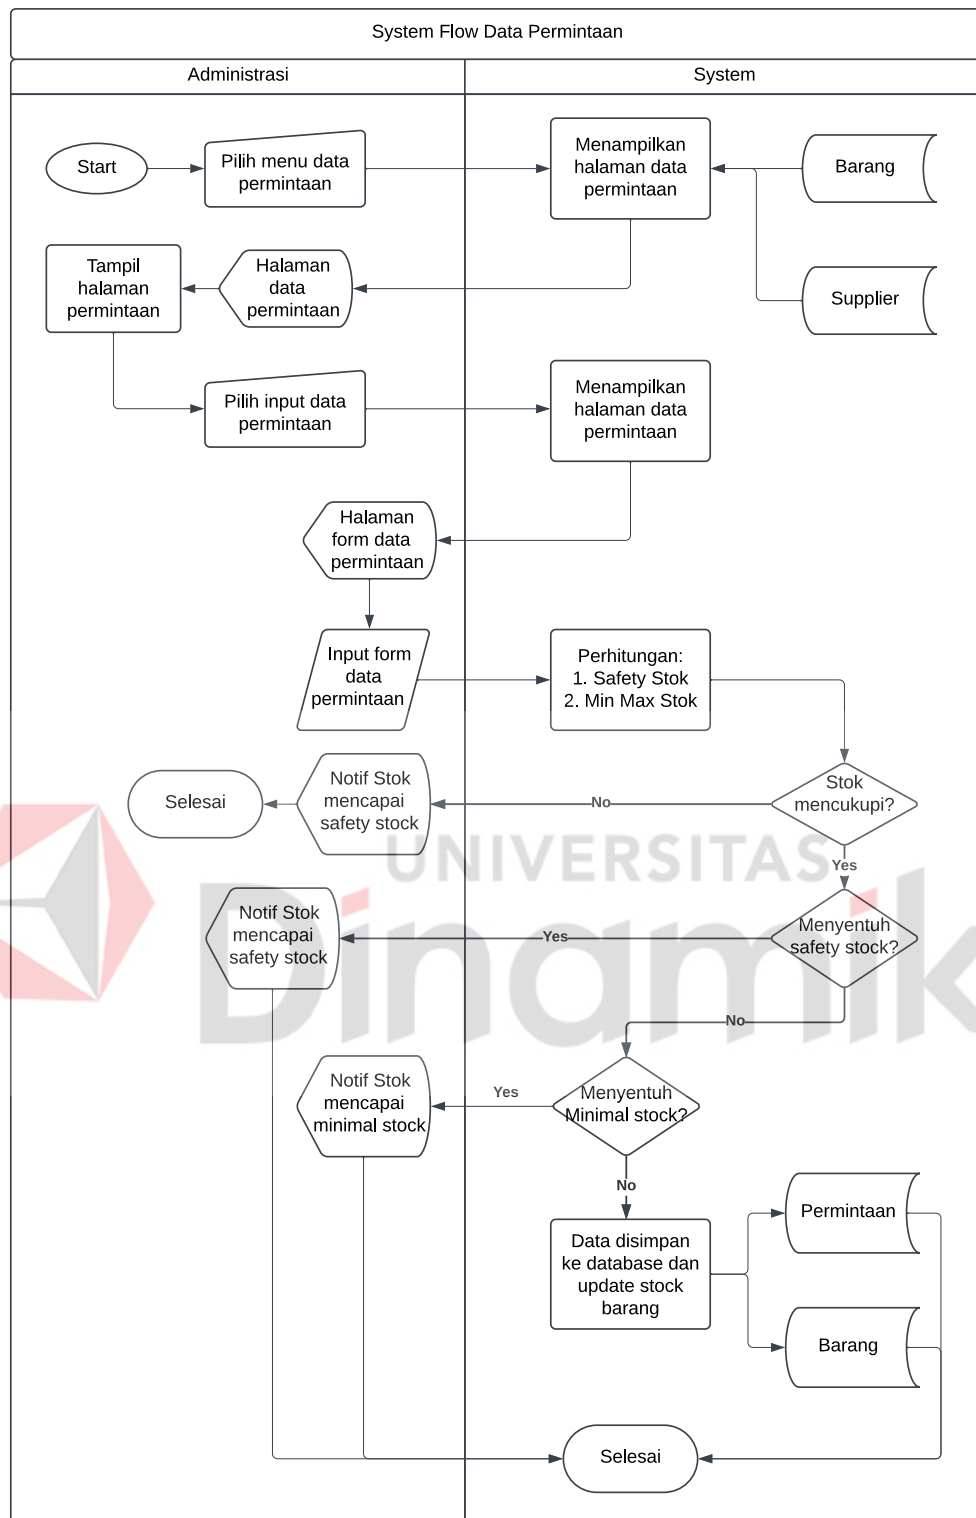 System Flow Data Permintaan
Administrasi
System
Start
Pilih menu data
permintaan
Menampilkan
halaman data
permintaan
Barang
Tampil
halaman
permintaan
Halaman
data
permintaan
Supplier
Pilih input data
permintaan
Menampilkan
halaman data
permintaan
Halaman
form data
permintaan
Input form
data
permintaan
Perhitungan:
1. Safety Stok
2. Min Max Stok
Selesai
Notif Stok
mencapai
safety stock
No
Stok
mencukupi?
Yes
UNIVERSITAS
Dinamika
Notif Stok
mencapai
safety stock
Yes
Menyentuh
safety stock?
No
Notif Stok
mencapai
minimal stock
Yes
Menyentuh
Minimal stock?
No
Data disimpan
ke database dan
update stock
barang
Permintaan
Barang
Selesai